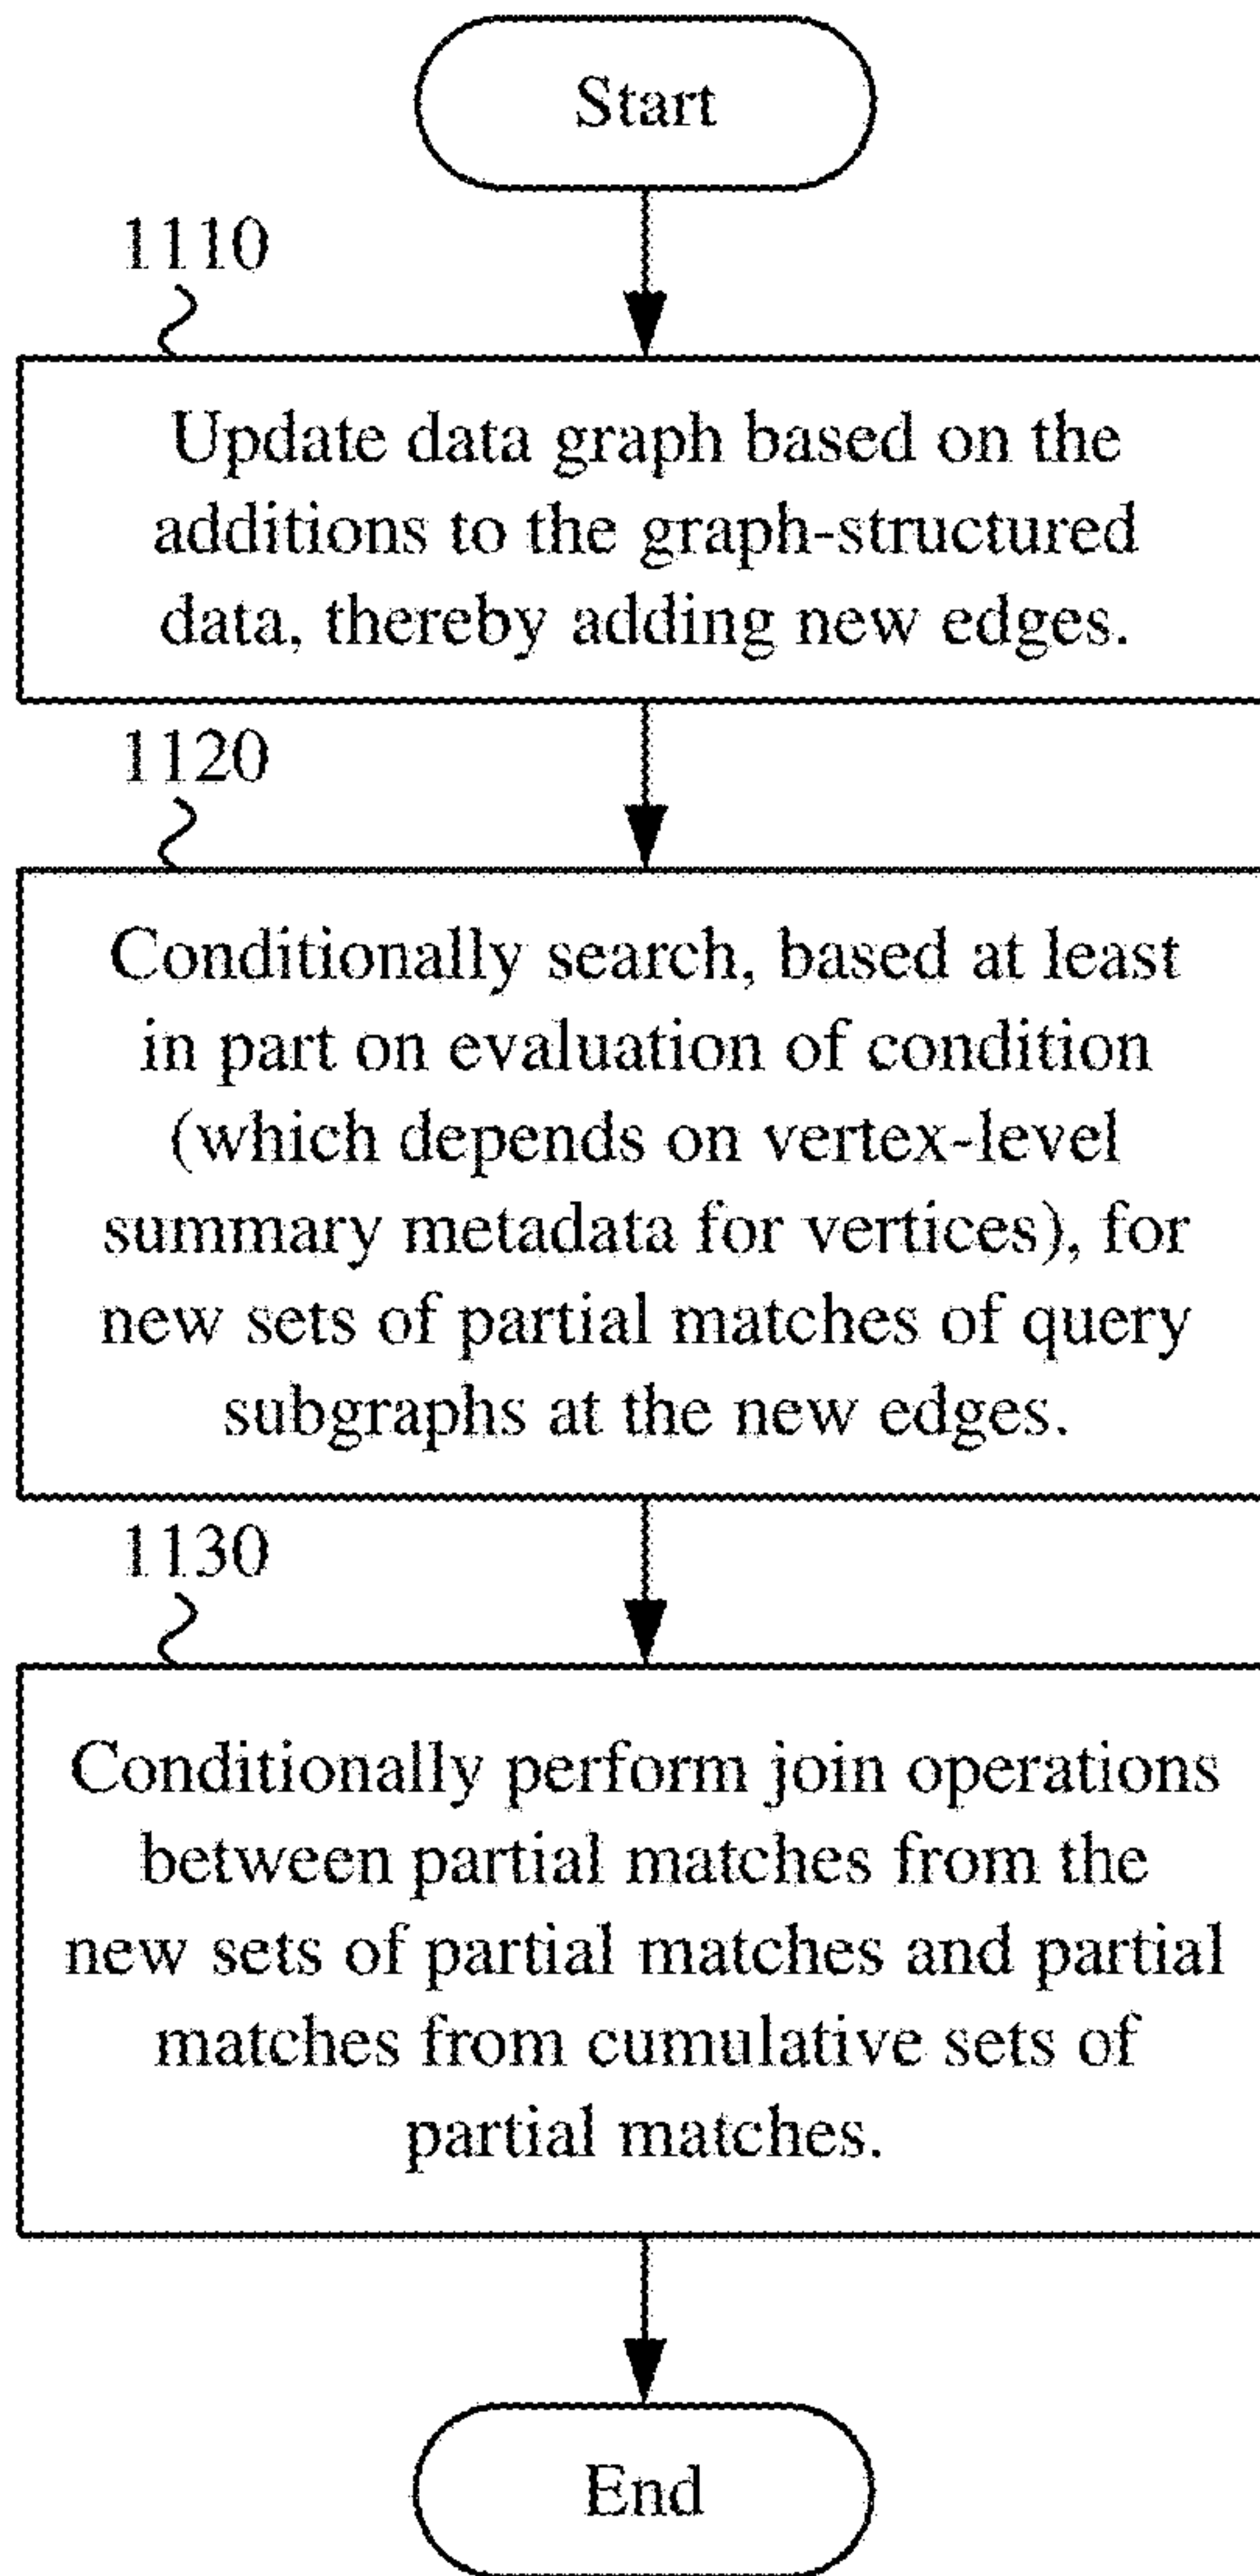 Start
1110
Update data graph based on the
additions to the graph-structured
data, thereby adding new edges.
1120
Conditionally search, based at least
in part on evaluation of condition
(which depends on vertex-level
summary metadata for vertices), for
new sets of partial matches of query
subgraphs at the new edges.
1130
Conditionally perform join operations
between partial matches from the
new sets of partial matches and partial
matches from cumulative sets of
partial matches.
End